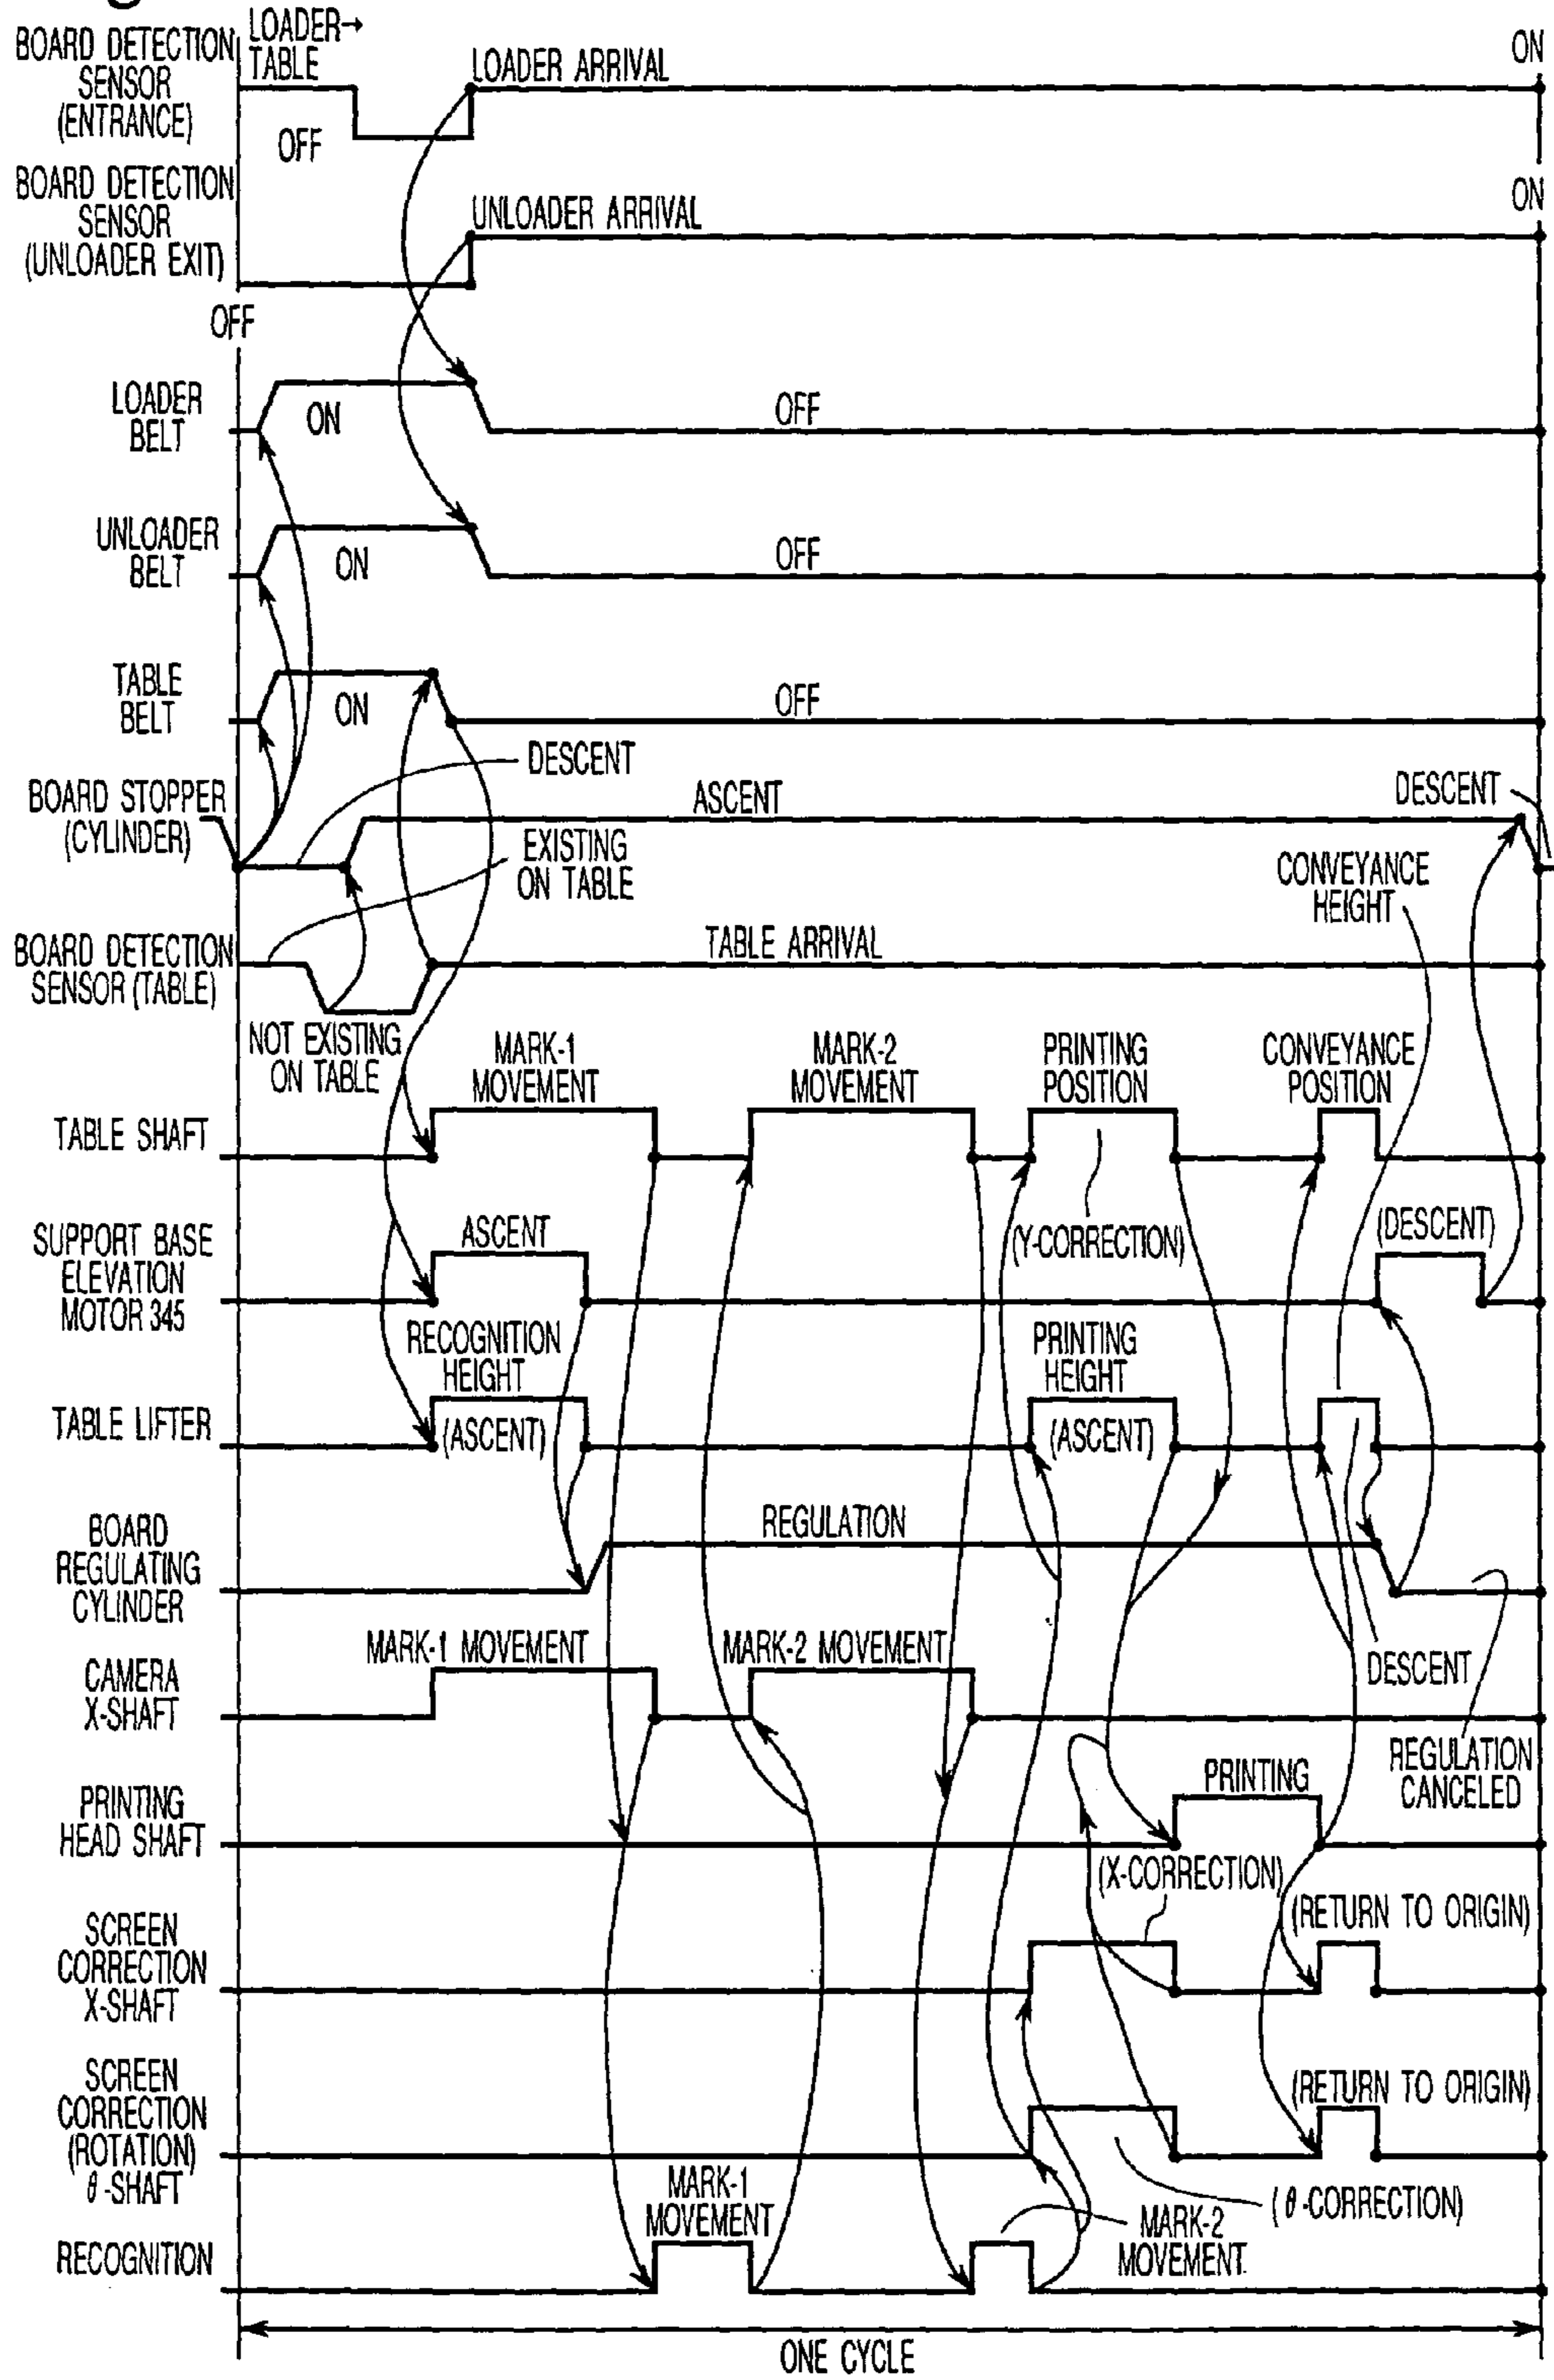 BOARD DETECTION
SENSOR
(ENTRANCE)
LOADER→
TABLE
OFF
LOADER ARRIVAL
ON
BOARD DETECTION
SENSOR
(UNLOADER EXIT)
OFF
UNLOADER ARRIVAL
ON
LOADER
BELT
ON
OFF
UNLOADER
BELT
ON
OFF
TABLE
BELT
ON
OFF
BOARD STOPPER
(CYLINDER)
DESCENT
ASCENT
DESCENT
EXISTING
ON TABLE
CONVEYANCE
HEIGHT
BOARD DETECTION
SENSOR (TABLE)
TABLE ARRIVAL
NOT EXISTING
ON TABLE
TABLE SHAFT
MARK-1
MOVEMENT
MARK-2
MOVEMENT
PRINTING
POSITION
CONVEYANCE
POSITION
(Y-CORRECTION)
SUPPORT BASE
ELEVATION
MOTOR 345
ASCENT
(DESCENT)
TABLE LIFTER
RECOGNITION
HEIGHT
(ASCENT)
PRINTING
HEIGHT
(ASCENT)
BOARD
REGULATING
CYLINDER
REGULATION
DESCENT
REGULATION
CANCELED
CAMERA
X-SHAFT
MARK-1 MOVEMENT
MARK-2 MOVEMENT
PRINTING
HEAD SHAFT
PRINTING
SCREEN
CORRECTION
X-SHAFT
(X-CORRECTION)
(RETURN TO ORIGIN)
SCREEN
CORRECTION
(ROTATION)
θ-SHAFT
(RETURN TO ORIGIN)
(θ-CORRECTION)
RECOGNITION
MARK-1
MOVEMENT
MARK-2
MOVEMENT
ONE CYCLE